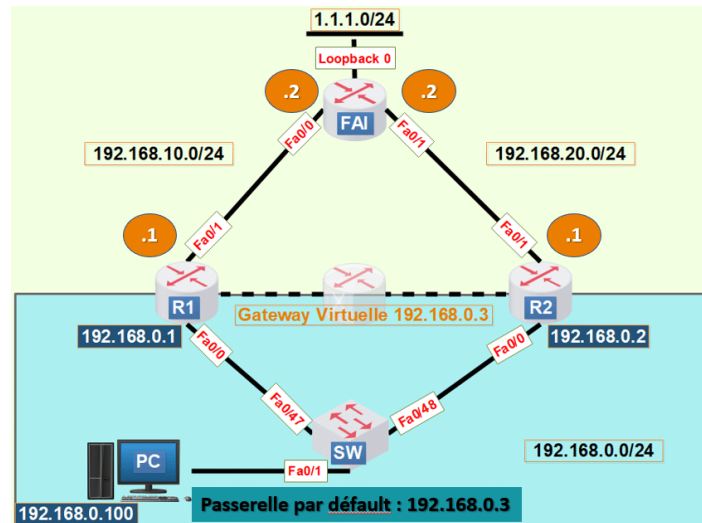 1.1.1.0/24
Loopback 0
.2
.2
FAI
Fa0/0
Fa0/1
192.168.10.0/24
192.168.20.0/24
.1
.1
Fa0/1
Fa0/1
R1
R2
Gateway Virtuelle 192.168.0.3
192.168.0.1
192.168.0.2
Fa0/0
Fa0/0
Fa0/47
Fa0/48
SW
192.168.0.0/24
PC
Fa0/1
Passerelle par défault : 192.168.0.3
192.168.0.100